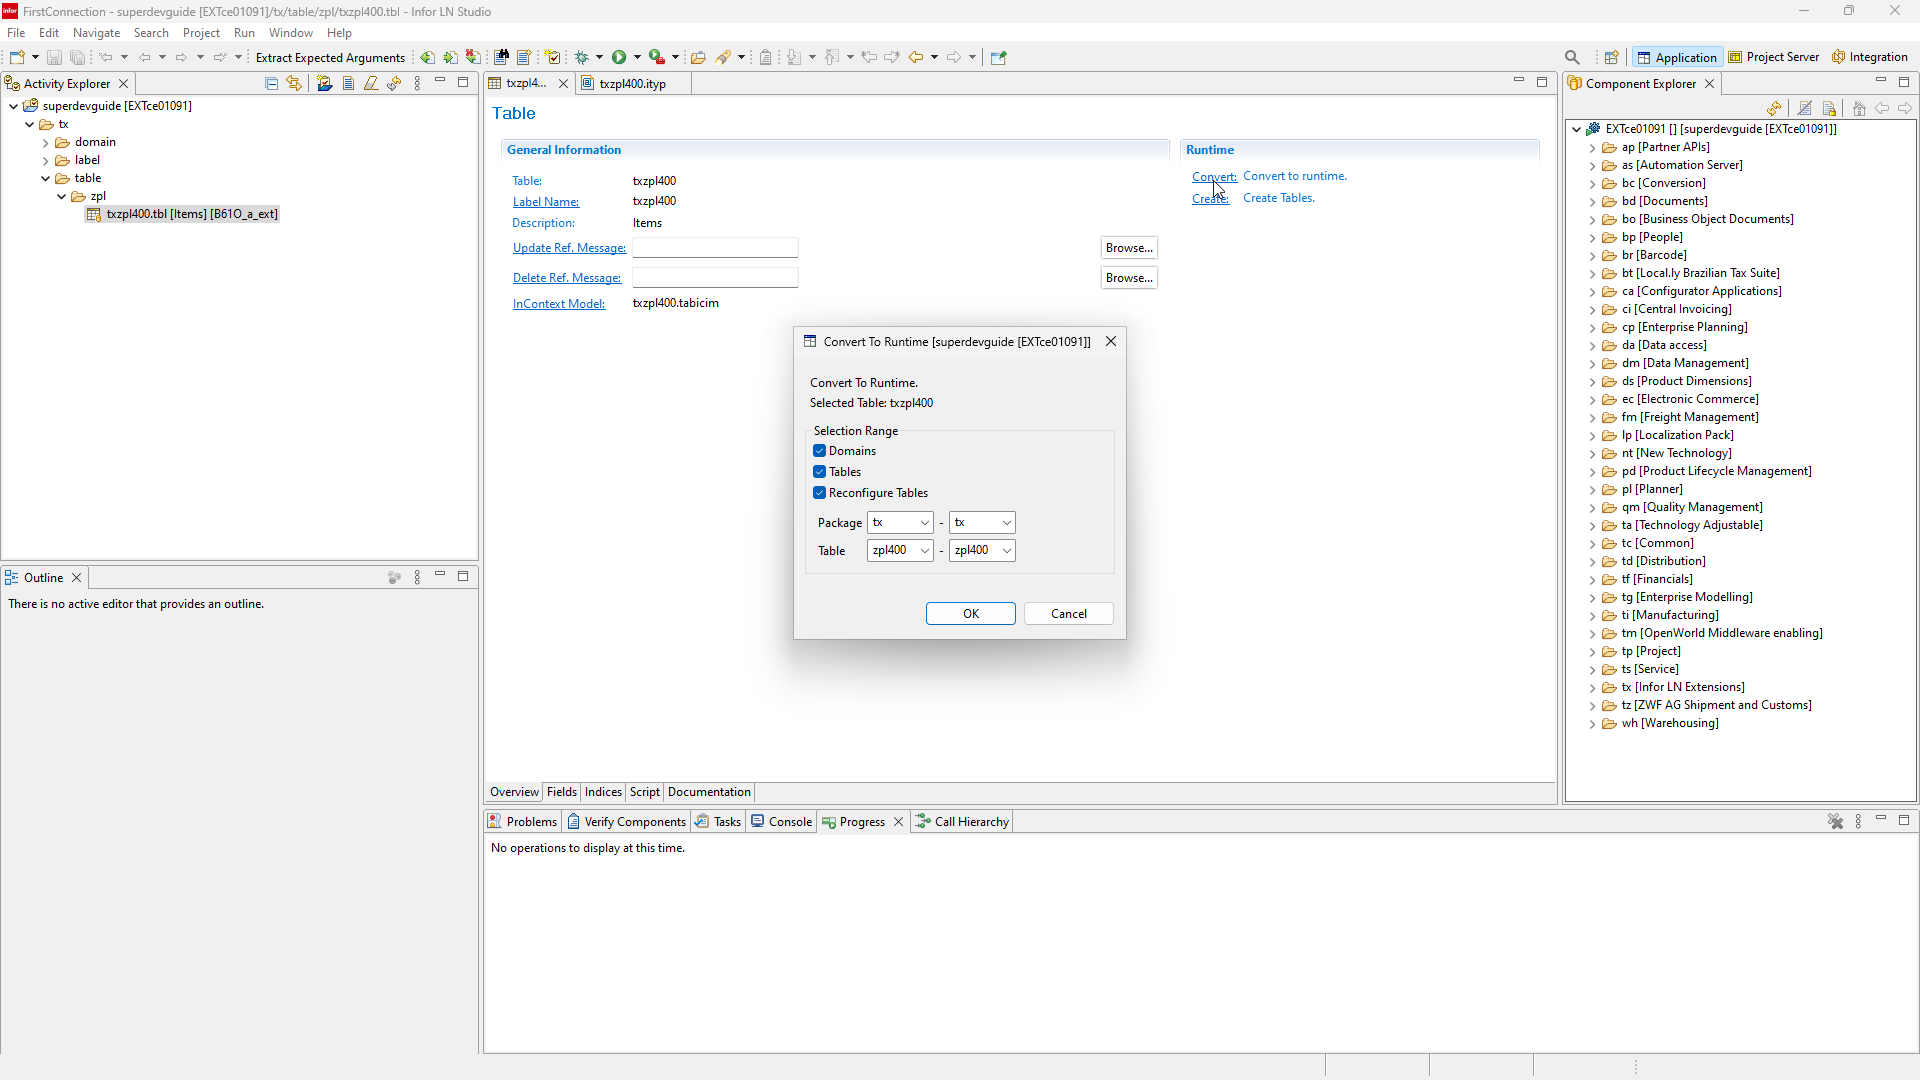 infor FirstConnection - superdevguide [EXTce01091]/tx/table/zpl/txzpl400.tbl - Infor LN Studio
File Edit Navigate Search Project Run Window Help
Extract Expected Arguments
Application Project Server Integration
Activity Explorer
superdevguide [EXTce01091]
tx
domain
label
table
zpl
txzpl400.tbl [Items] [B61O_a_ext]
Outline
There is no active editor that provides an outline.
txzpl4... txzpl400.ityp
Table
General Information
Table: txzpl400
Label Name: txzpl400
Description: Items
Update Ref. Message: Browse...
Delete Ref. Message: Browse...
InContext Model: txzpl400.tabicim
Runtime
Convert: Convert to runtime.
Create: Create Tables.
Convert To Runtime [superdevguide [EXTce01091]]
Convert To Runtime.
Selected Table: txzpl400
Selection Range
Domains
Tables
Reconfigure Tables
Package tx - tx
Table zpl400 - zpl400
OK Cancel
Overview Fields Indices Script Documentation
Problems Verify Components Tasks Console Progress Call Hierarchy
No operations to display at this time.
Component Explorer
EXTce01091 [] [superdevguide [EXTce01091]]
ap [Partner APIs]
as [Automation Server]
bc [Conversion]
bd [Documents]
bo [Business Object Documents]
bp [People]
br [Barcode]
bt [Local.ly Brazilian Tax Suite]
ca [Configurator Applications]
ci [Central Invoicing]
cp [Enterprise Planning]
da [Data access]
dm [Data Management]
ds [Product Dimensions]
ec [Electronic Commerce]
fm [Freight Management]
lp [Localization Pack]
nt [New Technology]
pd [Product Lifecycle Management]
pl [Planner]
qm [Quality Management]
ta [Technology Adjustable]
tc [Common]
td [Distribution]
tf [Financials]
tg [Enterprise Modelling]
ti [Manufacturing]
tm [OpenWorld Middleware enabling]
tp [Project]
ts [Service]
tx [Infor LN Extensions]
tz [ZWF AG Shipment and Customs]
wh [Warehousing]